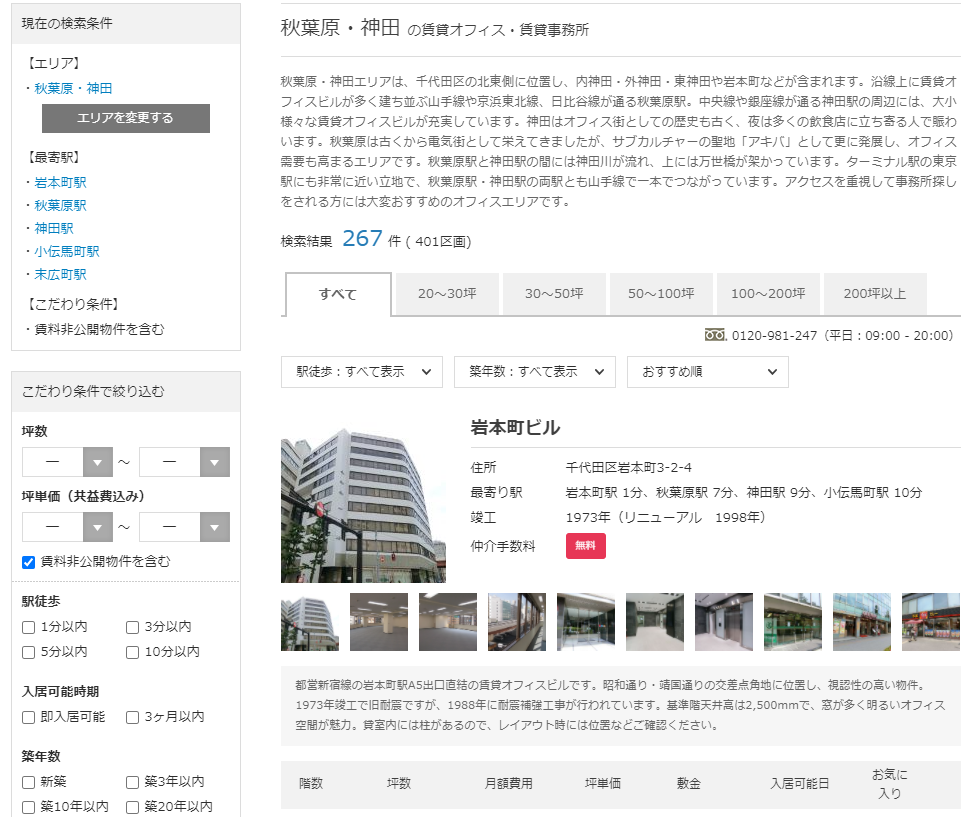 現在の検索条件
【エリア】
・秋葉原・神田
エリアを変更する
【最寄駅】
・岩本町駅
・秋葉原駅
・神田駅
・小伝馬町駅
・末広町駅
【こだわり条件】
・賃料非公開物件を含む
こだわり条件で絞り込む
坪数
― ～ ―
坪単価（共益費込み）
― ～ ―
賃料非公開物件を含む
駅徒歩
1分以内 3分以内
5分以内 10分以内
入居可能時期
即入居可能 3ヶ月以内
築年数
新築 築3年以内
築10年以内 築20年以内
秋葉原・神田 の賃貸オフィス・賃貸事務所
秋葉原・神田エリアは、千代田区の北東側に位置し、内神田・外神田・東神田や岩本町などが含まれます。沿線上に賃貸オ
フィスビルが多く建ち並ぶ山手線や京浜東北線、日比谷線が通る秋葉原駅。中央線や銀座線が通る神田駅の周辺には、大小
様々な賃貸オフィスビルが充実しています。神田はオフィス街としての歴史も古く、夜は多くの飲食店に立ち寄る人で賑わ
います。秋葉原は古くから電気街として栄えてきましたが、サブカルチャーの聖地「アキバ」として更に発展し、オフィス
需要も高まるエリアです。秋葉原駅と神田駅の間には神田川が流れ、上には万世橋が架かっています。ターミナル駅の東京
駅にも非常に近い立地で、秋葉原駅・神田駅の両駅とも山手線で一本でつながっています。アクセスを重視して事務所探し
をされる方には大変おすすめのオフィスエリアです。
検索結果 267 件 ( 401区画)
すべて 20～30坪 30～50坪 50～100坪 100～200坪 200坪以上
0120-981-247（平日：09:00 - 20:00）
駅徒歩：すべて表示 築年数：すべて表示 おすすめ順
岩本町ビル
住所 千代田区岩本町3-2-4
最寄り駅 岩本町駅 1分、秋葉原駅 7分、神田駅 9分、小伝馬町駅 10分
竣工 1973年（リニューアル　1998年）
仲介手数料 無料
都営新宿線の岩本町駅A5出口直結の賃貸オフィスビルです。昭和通り・靖国通りの交差点角地に位置し、視認性の高い物件。
1973年竣工で旧耐震ですが、1988年に耐震補強工事が行われています。基準階天井高は2,500mmで、窓が多く明るいオフィス
空間が魅力。貸室内には柱があるので、レイアウト時には位置などご確認ください。
階数 坪数 月額費用 坪単価 敷金 入居可能日 お気に
入り